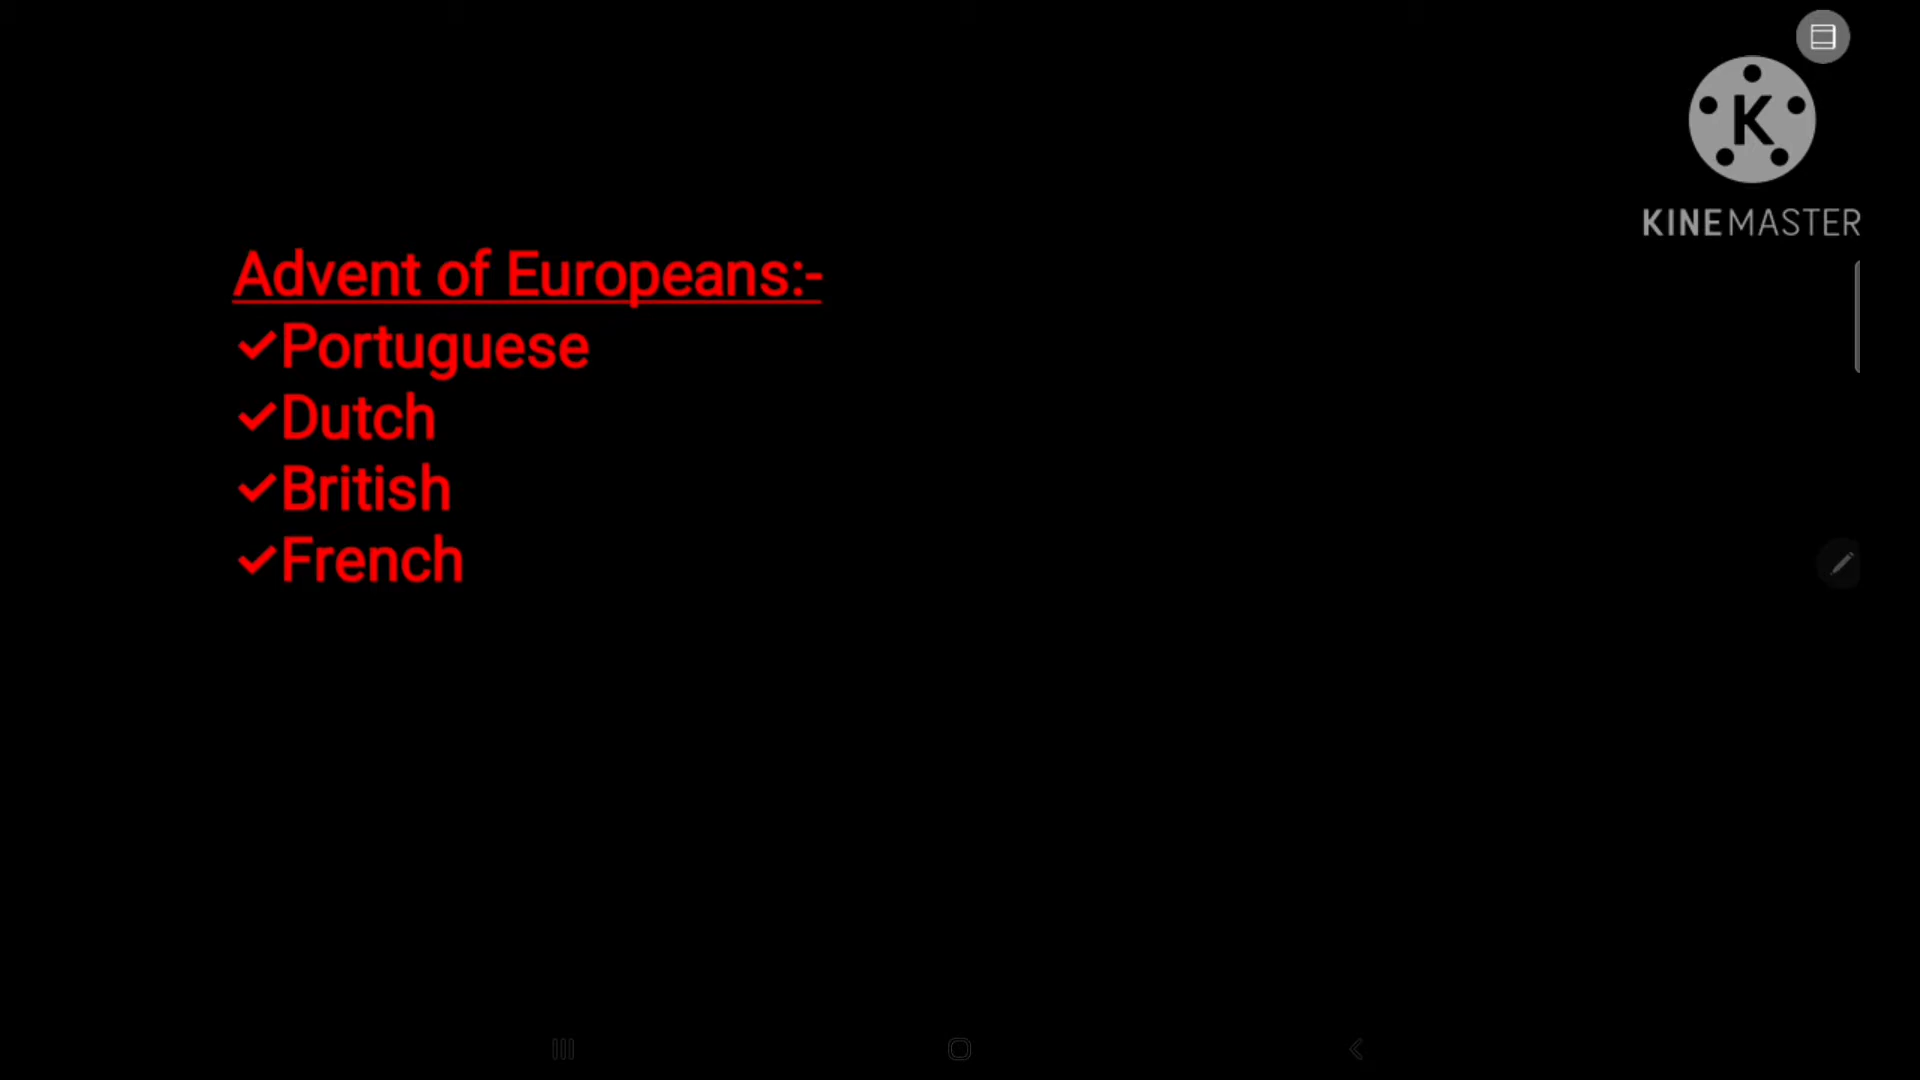 K
KINEMASTER
Advent of Europeans:-
✓Portuguese
✓Dutch
✓British
✓French